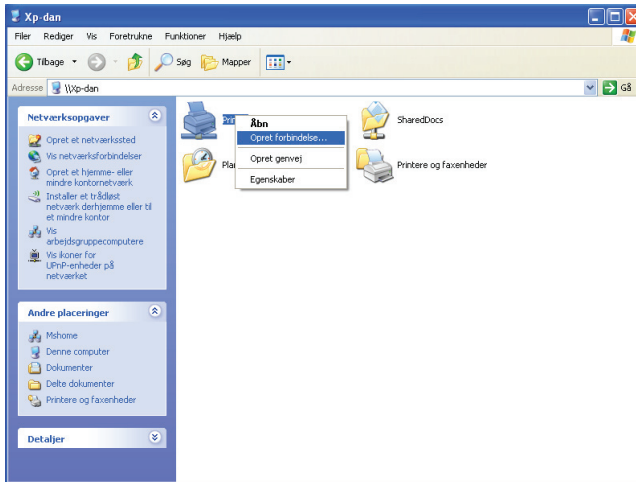 Xp-dan
Filer Rediger Vis Foretrukne Funktioner Hjælp
Tilbage Søg Mapper
Adresse \\Xp-dan Gå
Netværksopgaver
Opret et netværkssted
Vis netværksforbindelser
Opret et hjemme- eller
mindre kontornetværk
Installer et trådløst
netværk derhjemme eller til
et mindre kontor
Vis
arbejdsgruppecomputere
Vis ikoner for
UPnP-enheder på
netværket
Andre placeringer
Mshome
Denne computer
Dokumenter
Delte dokumenter
Printere og faxenheder
Detaljer
Åbn
Opret forbindelse...
Opret genvej
Egenskaber
SharedDocs
Printere og faxenheder